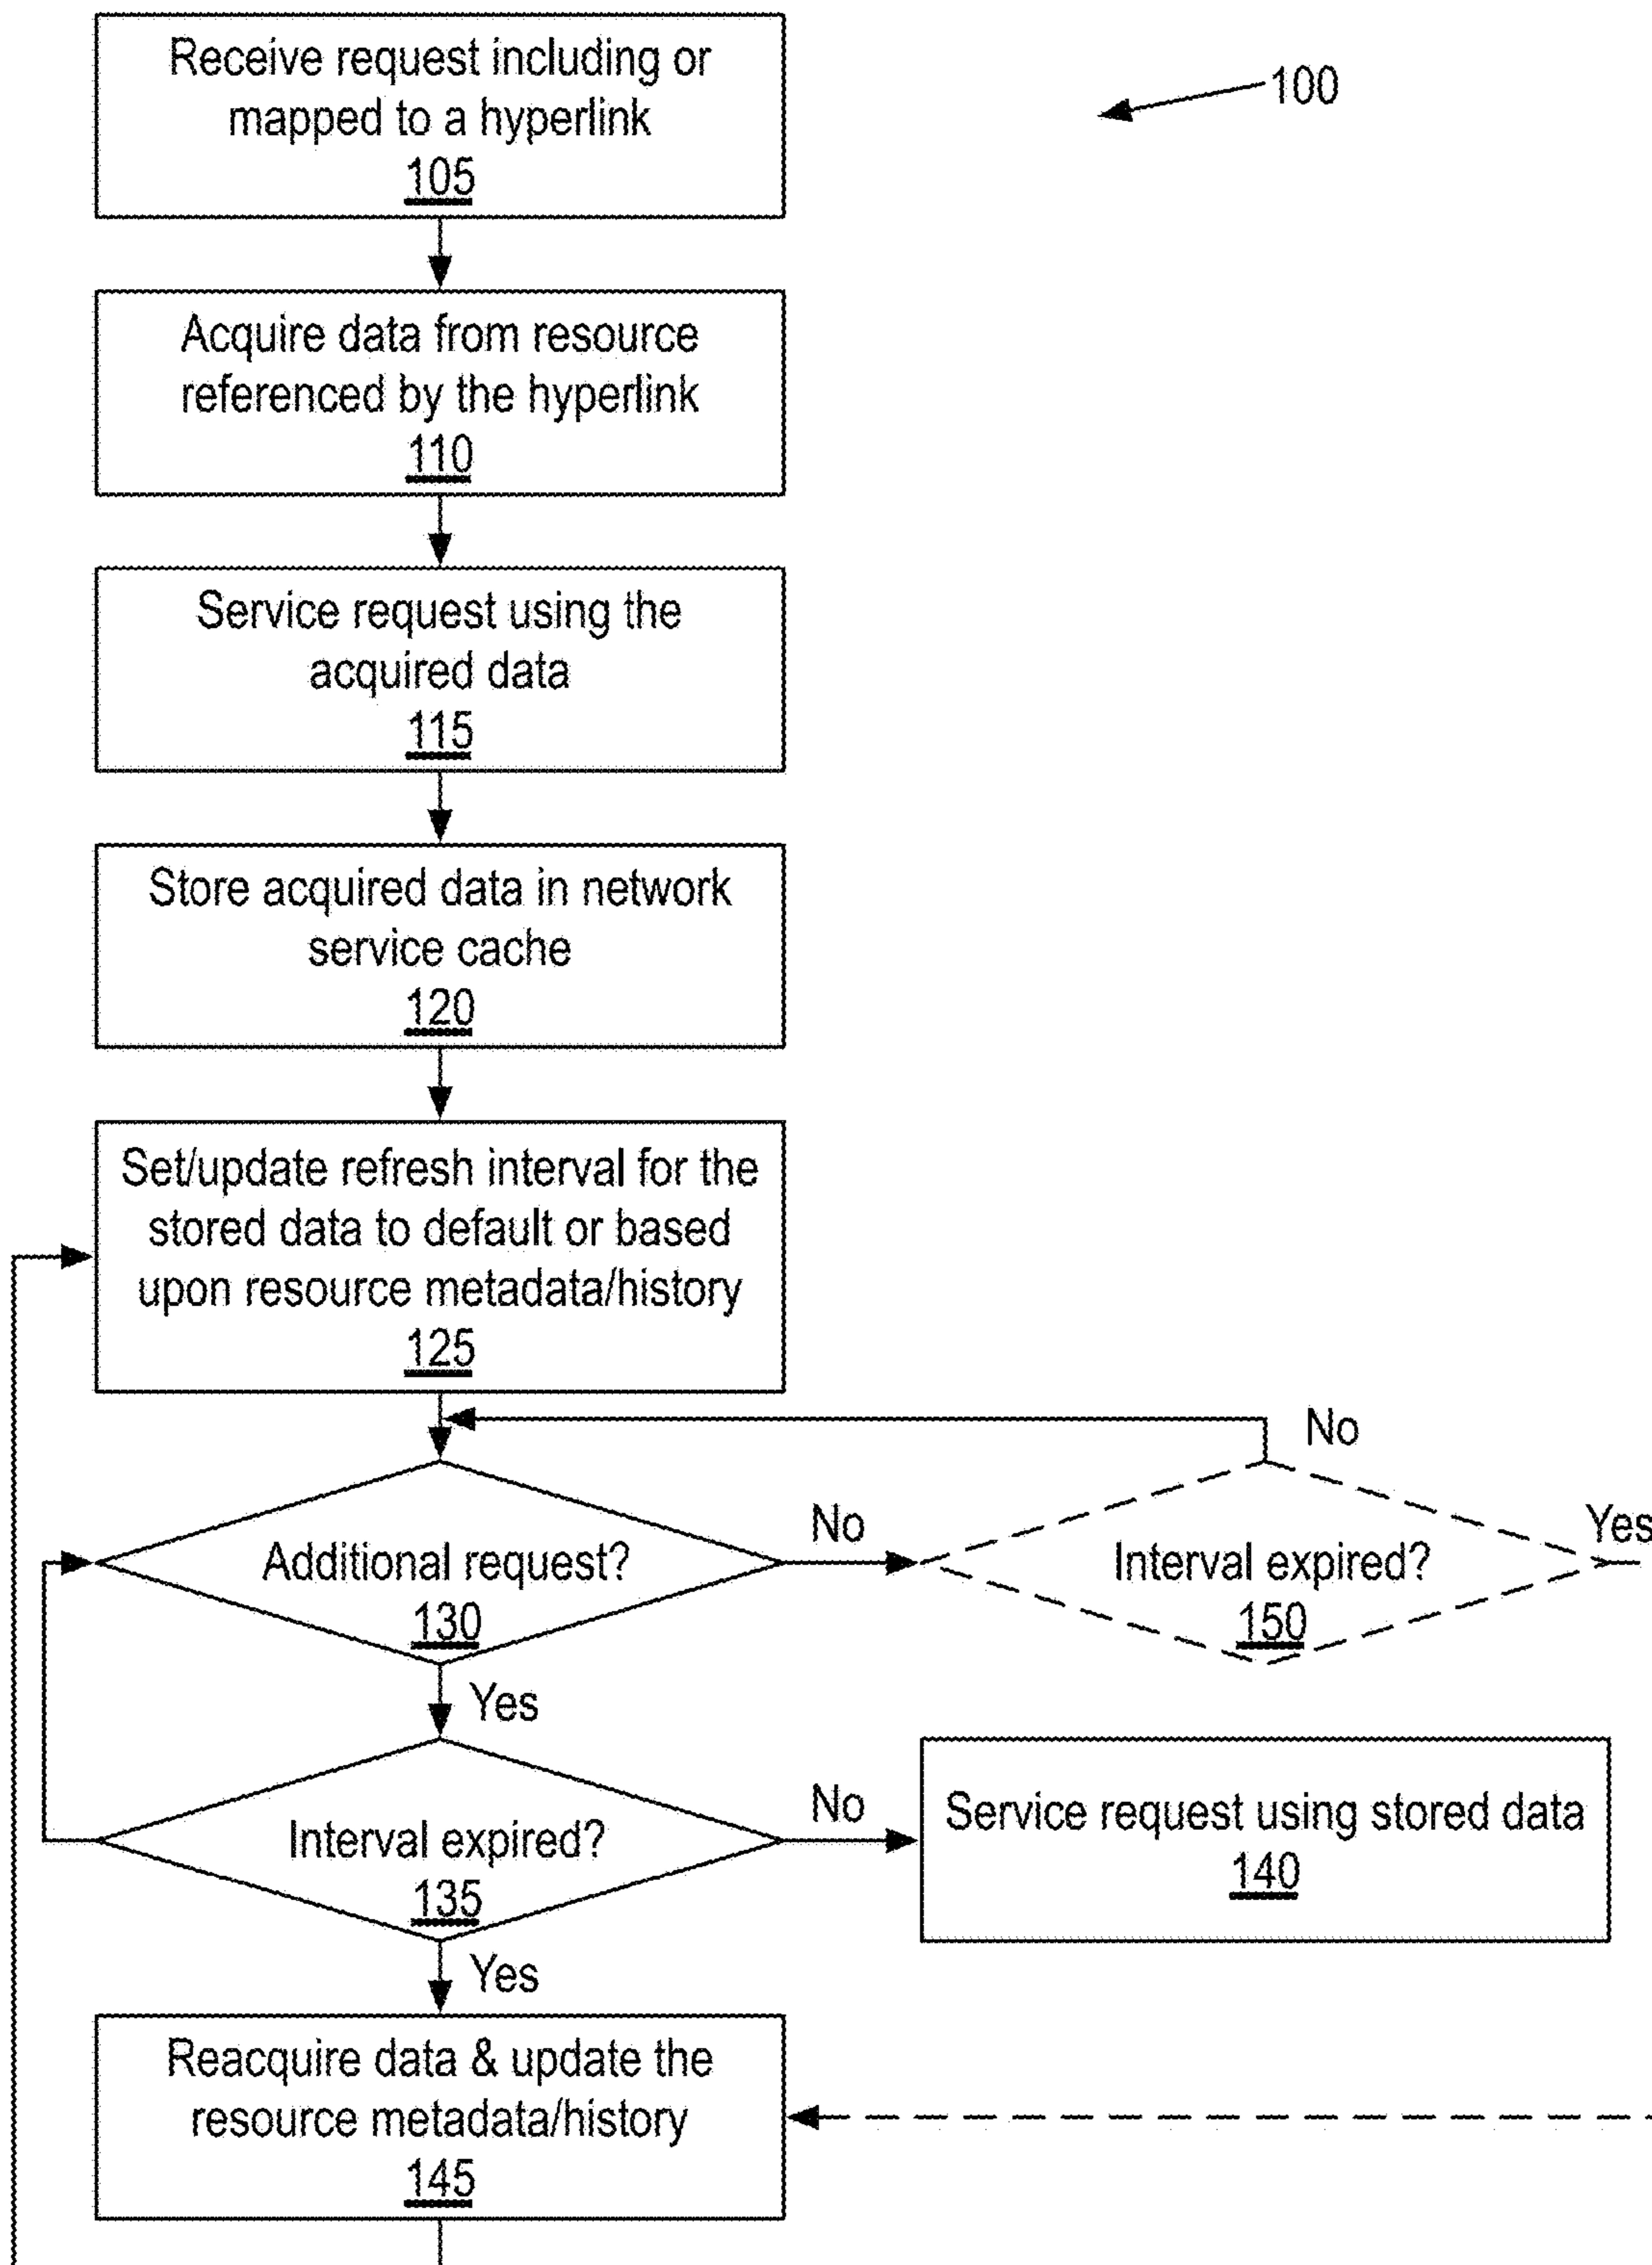 Receive request including or
mapped to a hyperlink
105
100
Acquire data from resource
referenced by the hyperlink
110
Service request using the
acquired data
115
Store acquired data in network
service cache
120
Set/update refresh interval for the
stored data to default or based
upon resource metadata/history
125
No
Additional request?
130
No
Interval expired?
150
Yes
Yes
Interval expired?
135
No
Service request using stored data
140
Yes
Reacquire data & update the
resource metadata/history
145